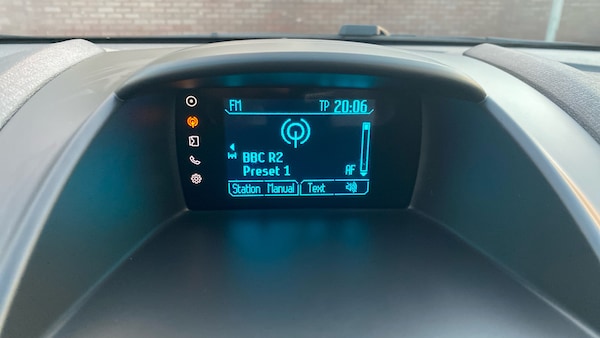 FM TP 20:06
BBC R2
Preset 1 AF
Station Manual Text